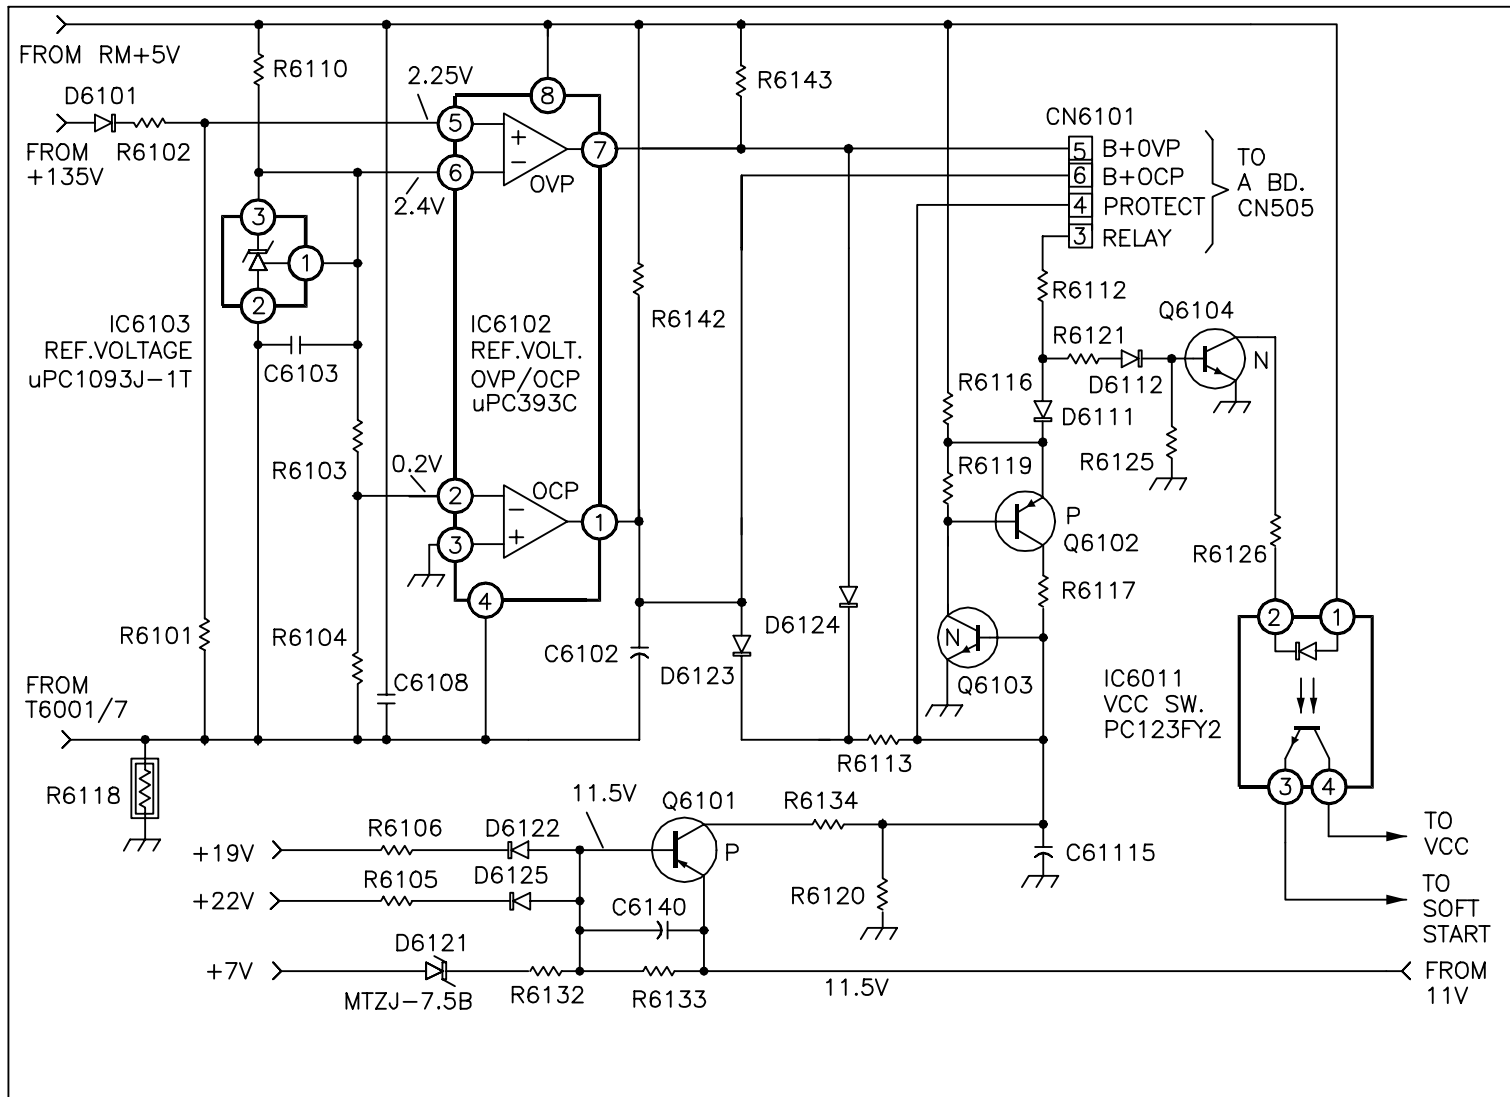 FROM RM+5V
R6110
2.25V
8
R6143
D6101
5
+
R6102
FROM
+135V
6
−
7
OVP
2.4V
CN6101
5 B+OVP
6 B+OCP
4 PROTECT
3 RELAY
TO
A BD.
CN505
3
1
2
IC6103
REF.VOLTAGE
uPC1093J-1T
C6103
IC6102
REF.VOLT.
OVP/OCP
uPC393C
R6142
R6112
Q6104
R6121
N
D6112
R6116
D6111
R6103
0.2V
2
OCP
−
+
3
1
4
R6119
R6125
P
Q6102
R6126
R6117
R6101
R6104
C6102
D6124
D6123
N
Q6103
2
1
C6108
FROM
T6001/7
IC6011
VCC SW.
PC123FY2
R6118
R6113
3
4
11.5V
Q6101
R6134
R6106
D6122
P
+19V
C61115
TO
VCC
R6105
D6125
+22V
C6140
R6120
TO
SOFT
START
D6121
+7V
MTZJ-7.5B
R6132
R6133
11.5V
FROM
11V